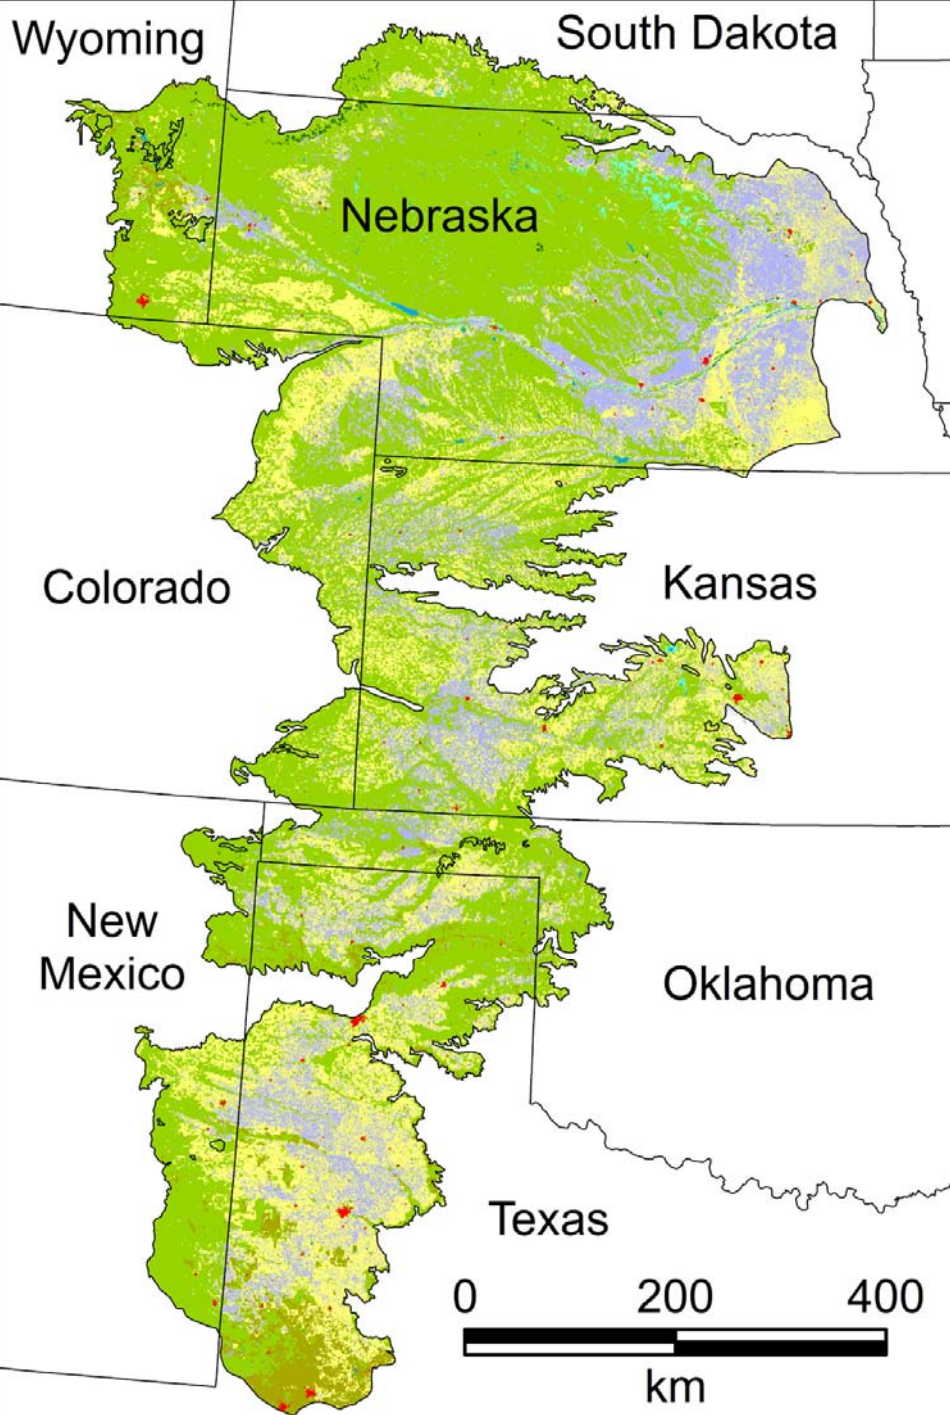 Wyoming
South Dakota
Nebraska
Colorado
Kansas
New
Mexico
Oklahoma
Texas
0 200 400
km